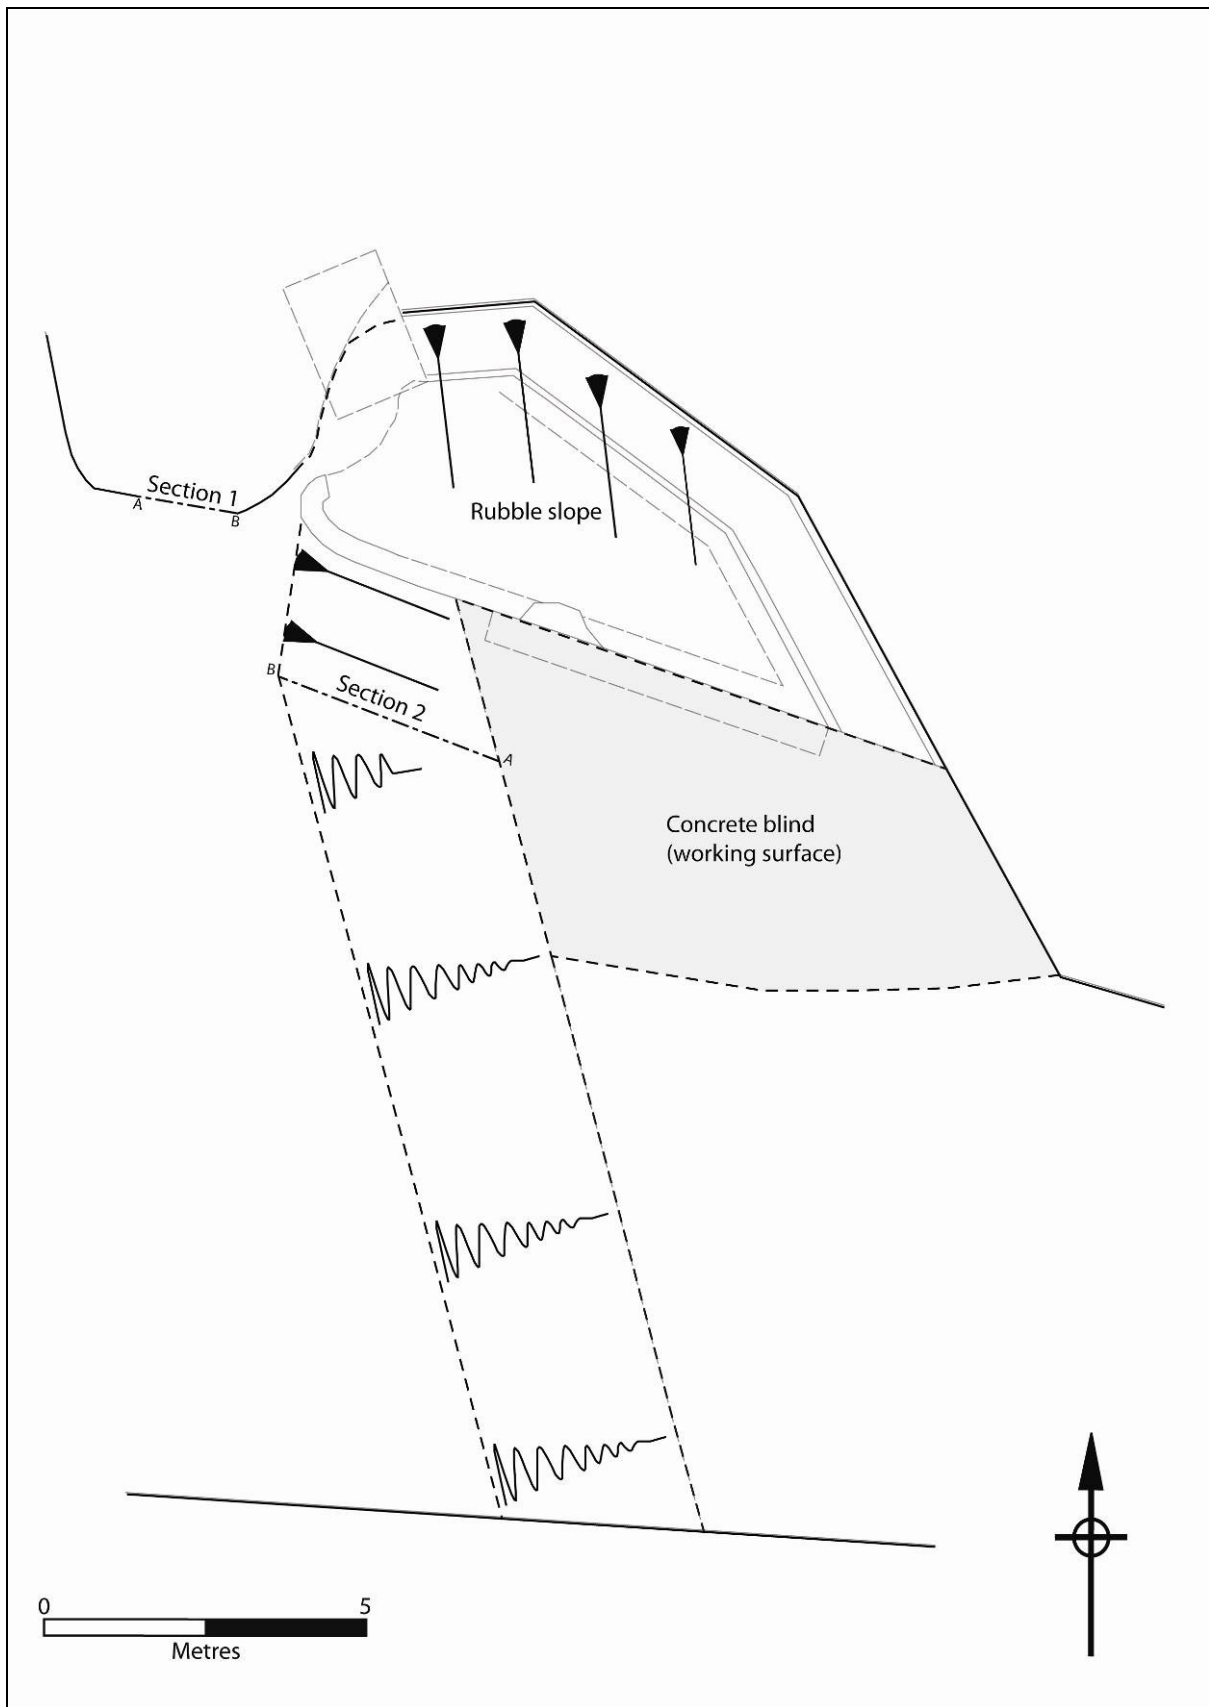 Section 1
A
B
Rubble slope
B
Section 2
A
Concrete blind
(working surface)
0 5
Metres